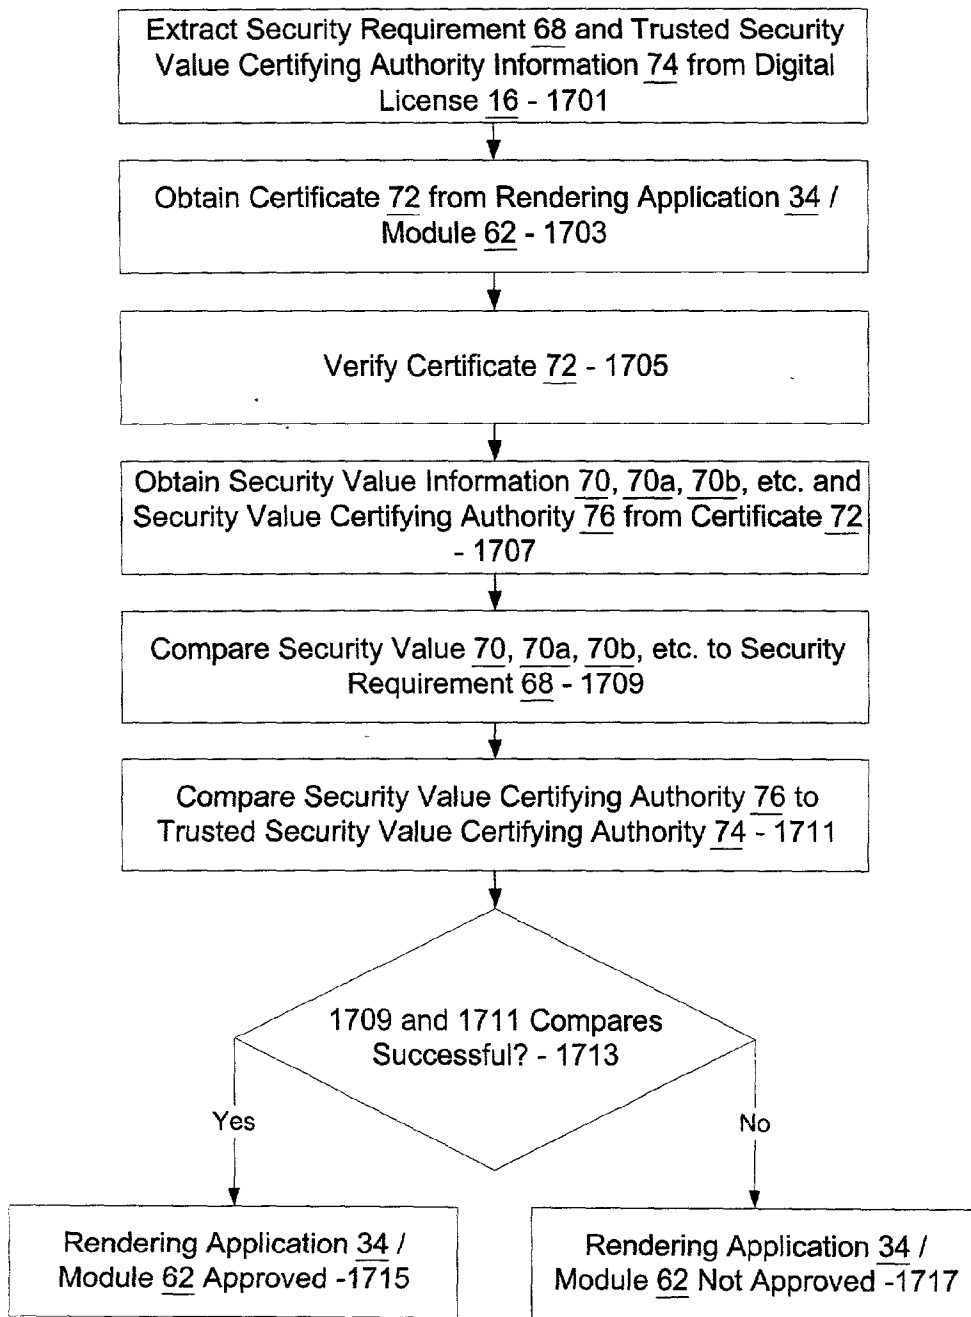 Extract Security Requirement 68 and Trusted Security
Value Certifying Authority Information 74 from Digital
License 16 - 1701
Obtain Certificate 72 from Rendering Application 34 /
Module 62 - 1703
Verify Certificate 72 - 1705
Obtain Security Value Information 70, 70a, 70b, etc. and
Security Value Certifying Authority 76 from Certificate 72
- 1707
Compare Security Value 70, 70a, 70b, etc. to Security
Requirement 68 - 1709
Compare Security Value Certifying Authority 76 to
Trusted Security Value Certifying Authority 74 - 1711
1709 and 1711 Compares
Successful? - 1713
Yes
No
Rendering Application 34 /
Module 62 Approved -1715
Rendering Application 34 /
Module 62 Not Approved -1717